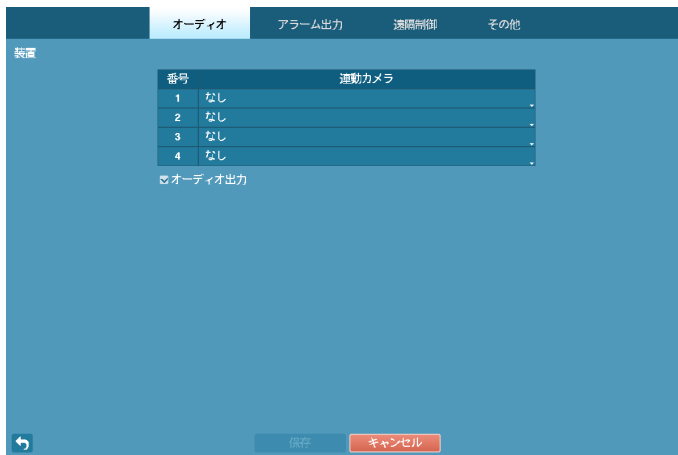 オーディオ アラーム出力 遠隔制御 その他
装置
番号 連動カメラ
1 なし
2 なし
3 なし
4 なし
オーディオ出力
保存 キャンセル